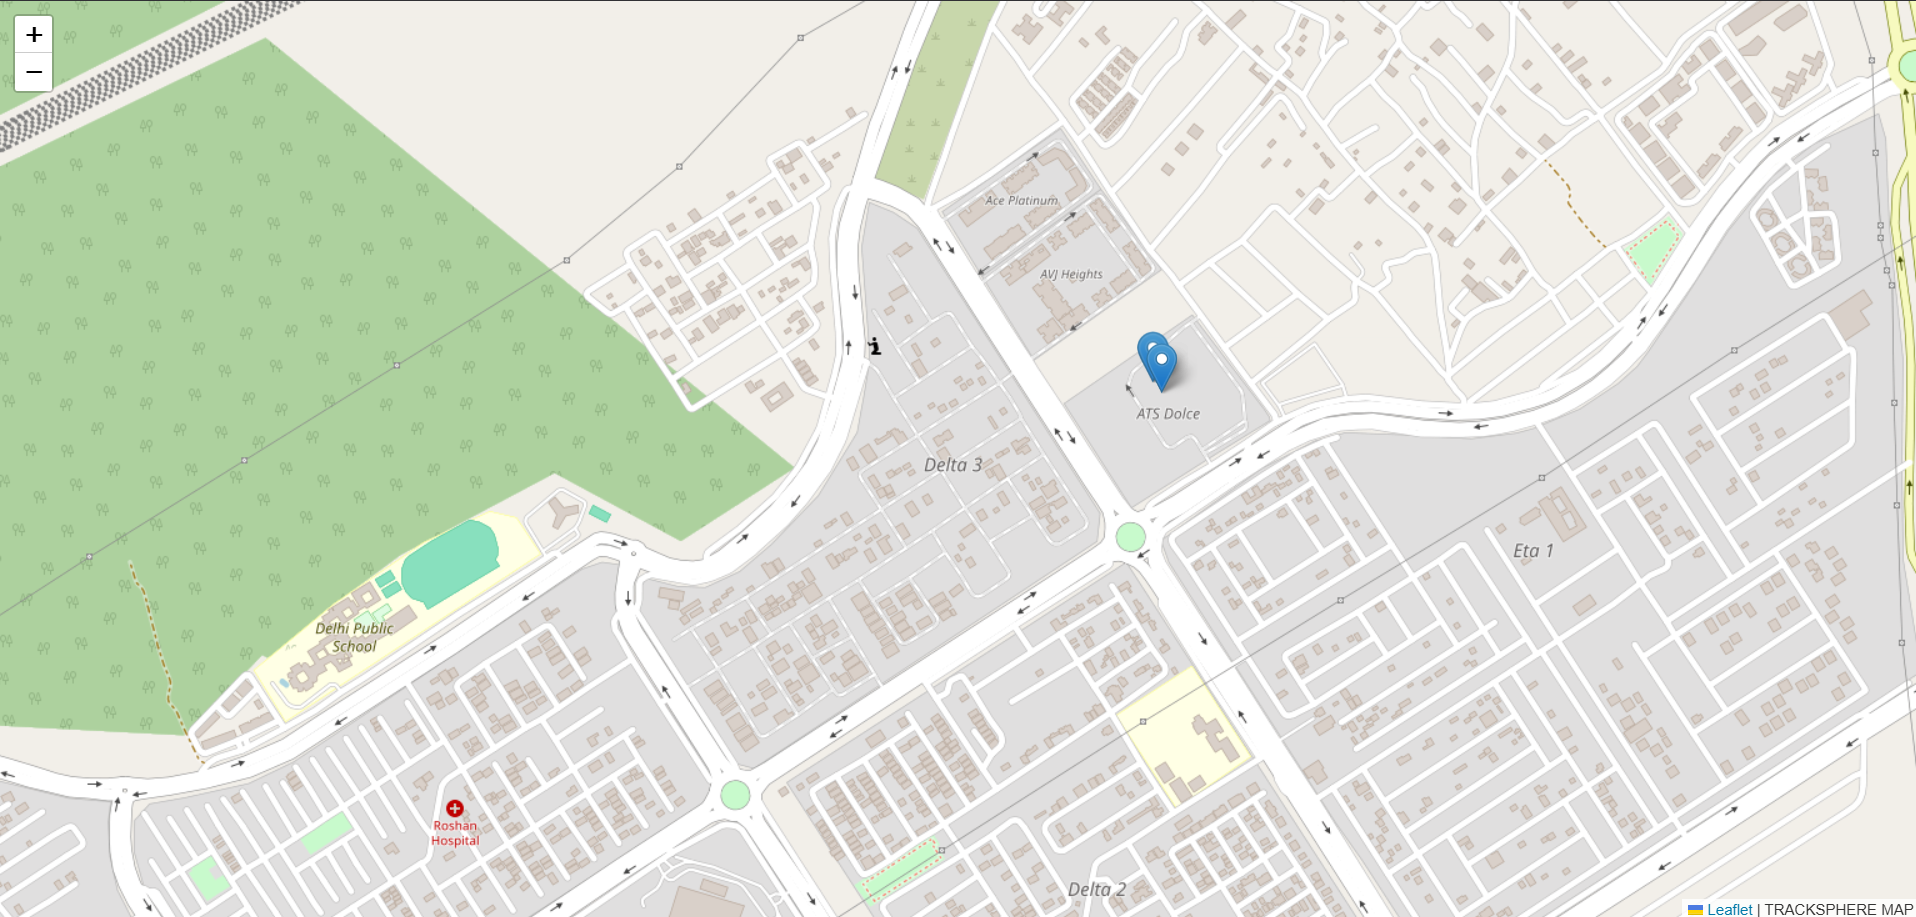 +
−
Ace Platinum
AVJ Heights
ATS Dolce
Delta 3
Eta 1
Delhi Public
School
Roshan
Hospital
Delta 2
Leaflet | TRACKSPHERE MAP